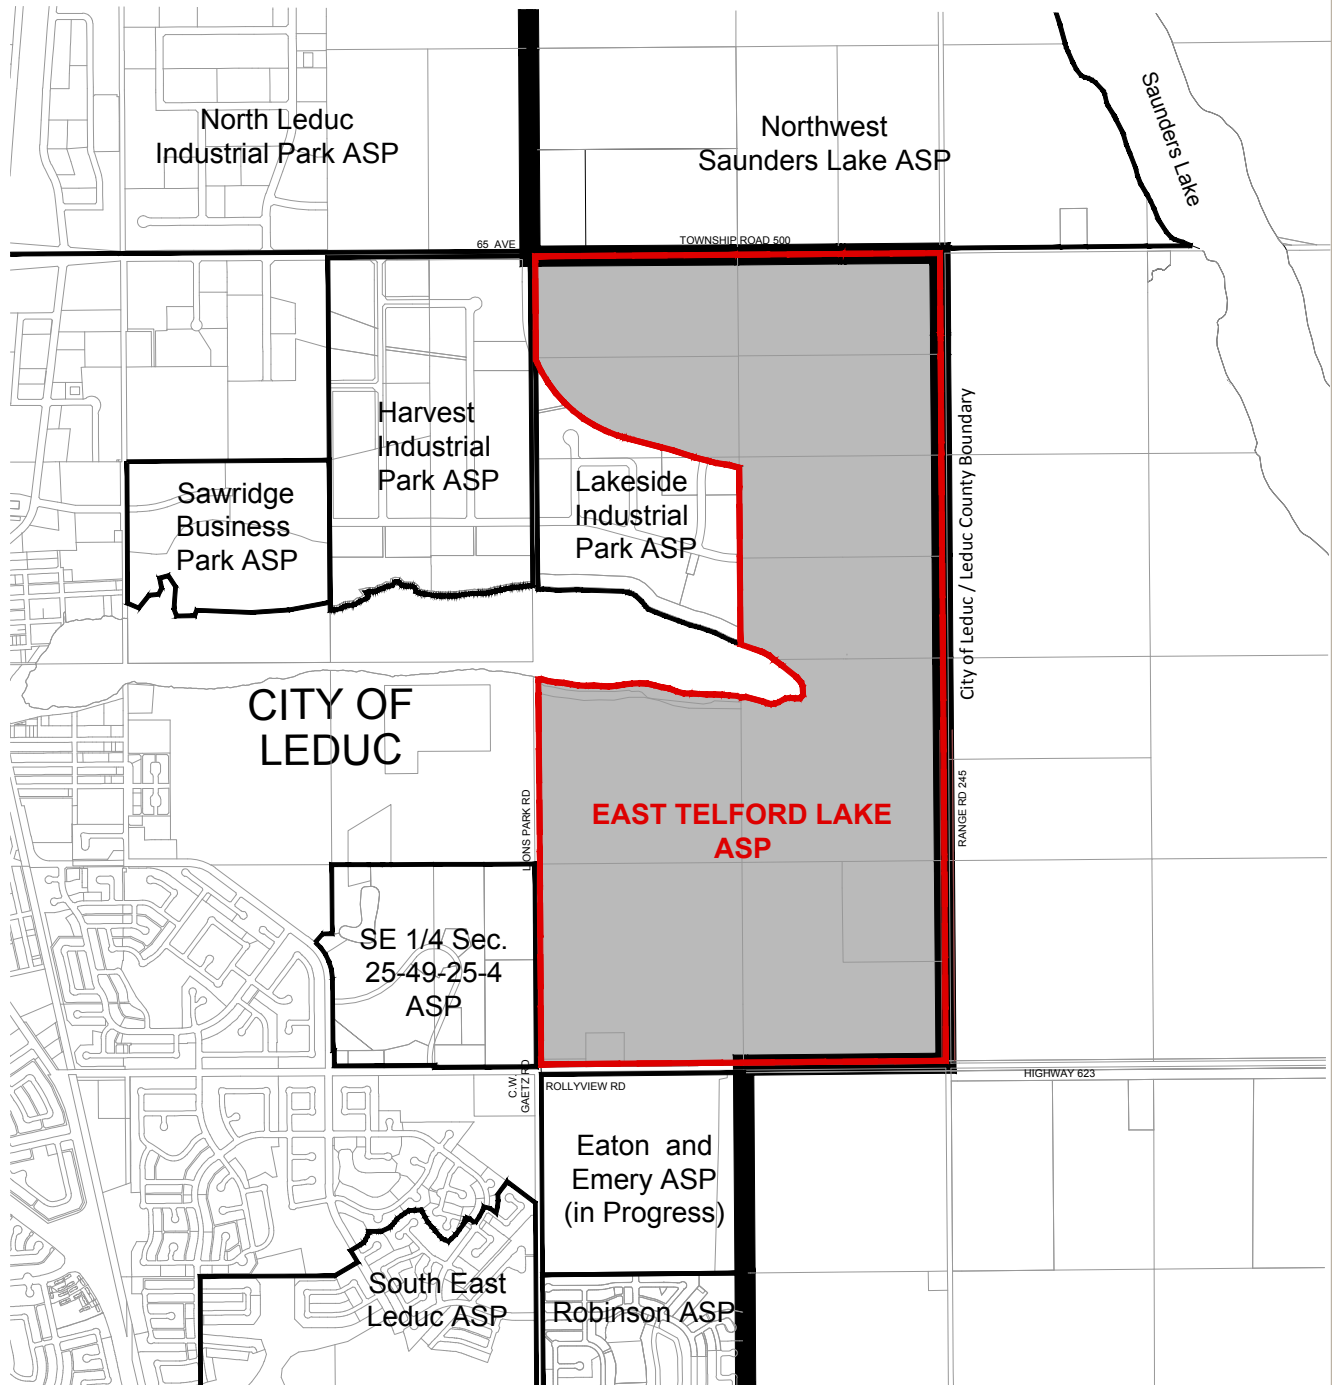 North Leduc
Industrial Park ASP
Northwest
Saunders Lake ASP
Saunders Lake
65 AVE
TOWNSHIP ROAD 500
Harvest
Industrial
Park ASP
Sawridge
Business
Park ASP
Lakeside
Industrial
Park ASP
City of Leduc / Leduc County Boundary
CITY OF
LEDUC
LIONS PARK RD
EAST TELFORD LAKE
ASP
RANGE RD 245
SE 1/4 Sec.
25-49-25-4
ASP
C.W.
GAETZ RD
ROLLYVIEW RD
HIGHWAY 623
Eaton and
Emery ASP
(in Progress)
South East
Leduc ASP
Robinson ASP